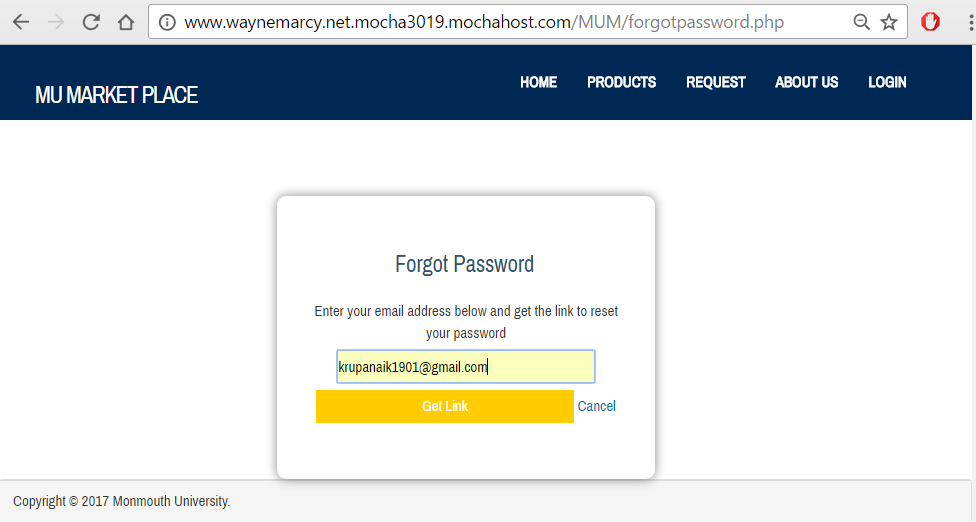 www.waynemarcy.net.mocha3019.mochahost.com/MUM/forgotpassword.php
MU MARKET PLACE
HOME PRODUCTS REQUEST ABOUT US LOGIN
Forgot Password
Enter your email address below and get the link to reset
your password
krupanaik1901@gmail.com
Get Link Cancel
Copyright © 2017 Monmouth University.